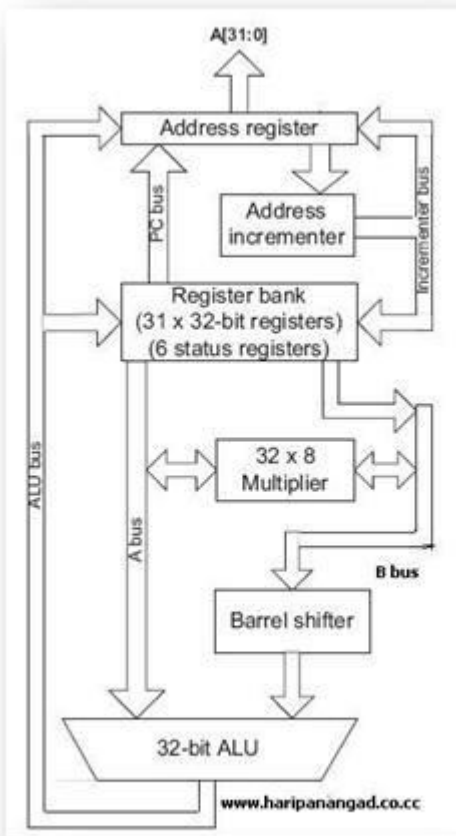 A[31:0]
Address register
PC bus
Address
incrementer
Incrementer bus
Register bank
(31 x 32-bit registers)
(6 status registers)
ALU bus
A bus
32 x 8
Multiplier
B bus
Barrel shifter
32-bit ALU
www.haripanangad.co.cc